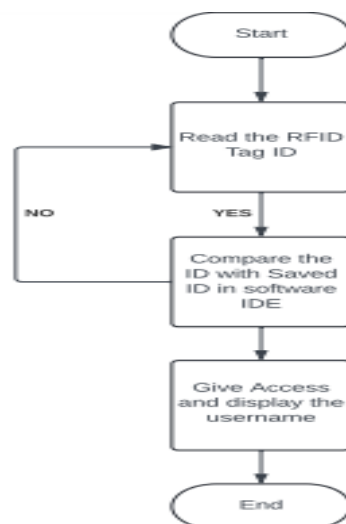 Start
Read the RFID
Tag ID
NO
YES
Compare the
ID with Saved
ID in software
IDE
Give Access
and display the
username
End